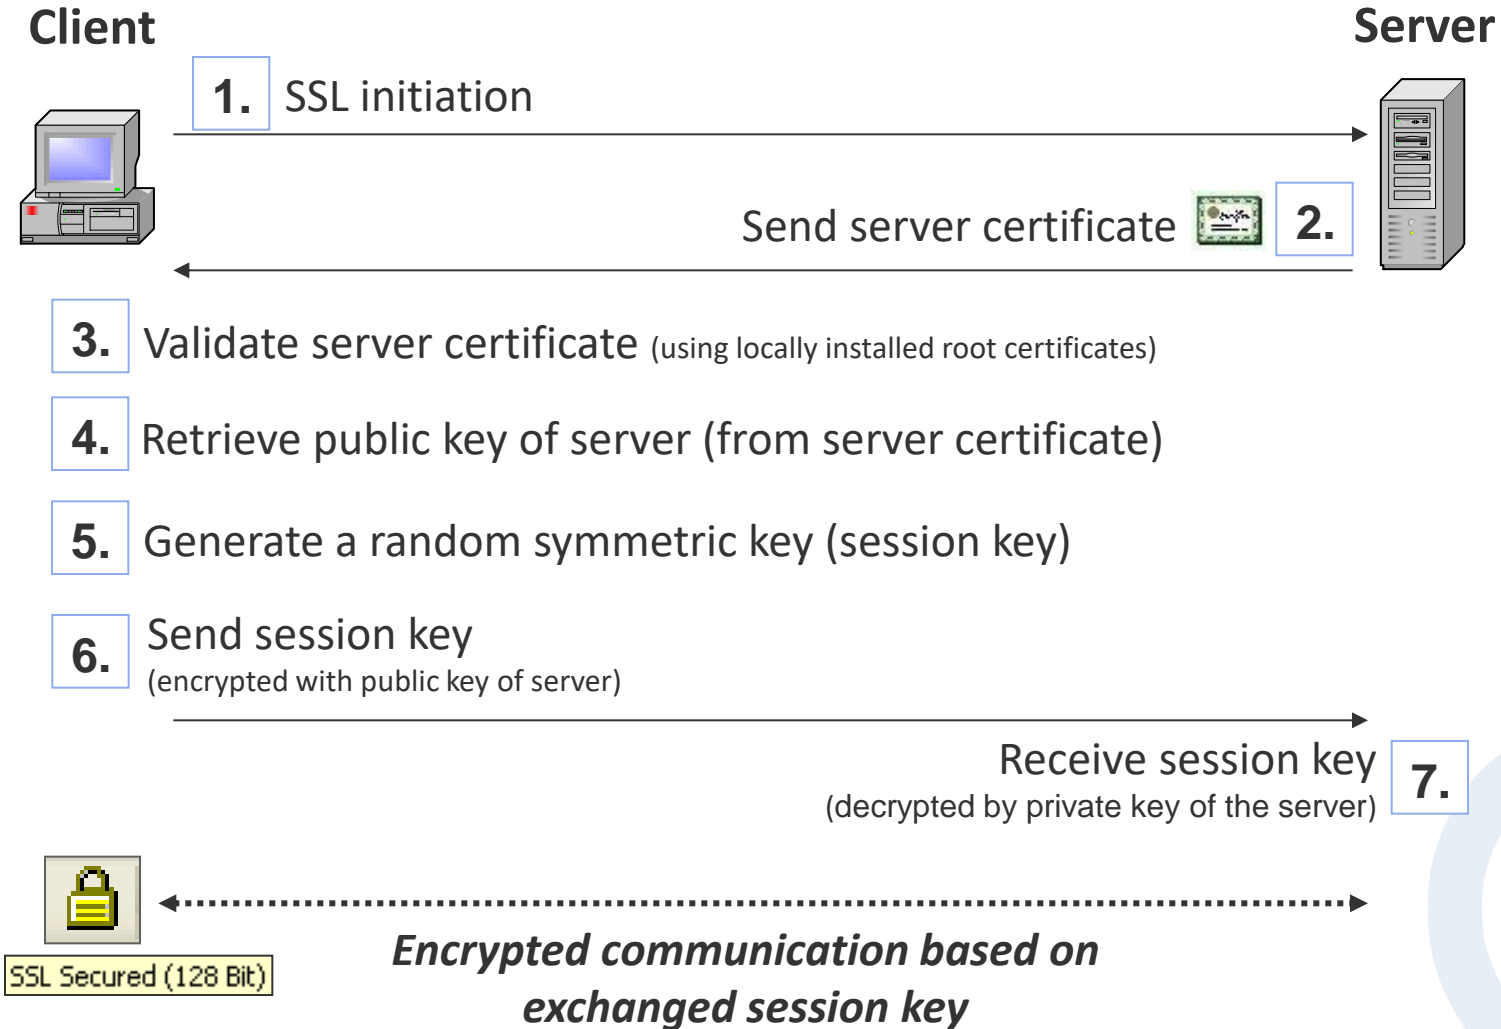 Client
Server
1. SSL initiation
Send server certificate 2.
3. Validate server certificate (using locally installed root certificates)
4. Retrieve public key of server (from server certificate)
5. Generate a random symmetric key (session key)
6. Send session key
(encrypted with public key of server)
Receive session key 7.
(decrypted by private key of the server)
SSL Secured (128 Bit)
Encrypted communication based on
exchanged session key